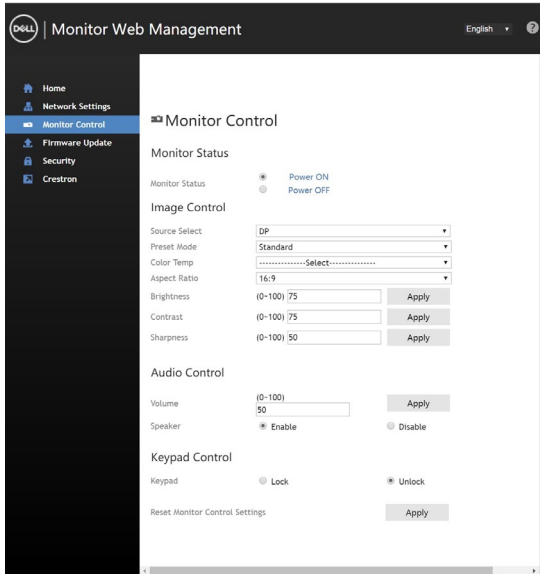 DELL | Monitor Web Management
English
?
Home
Network Settings
Monitor Control
Firmware Update
Security
Crestron
Monitor Control
Monitor Status
Monitor Status Power ON
Power OFF
Image Control
Source Select DP
Preset Mode Standard
Color Temp ---------------Select---------------
Aspect Ratio 16:9
Brightness (0~100) 75 Apply
Contrast (0~100) 75 Apply
Sharpness (0~100) 50 Apply
Audio Control
(0~100)
Volume 50 Apply
Speaker Enable Disable
Keypad Control
Keypad Lock Unlock
Reset Monitor Control Settings Apply